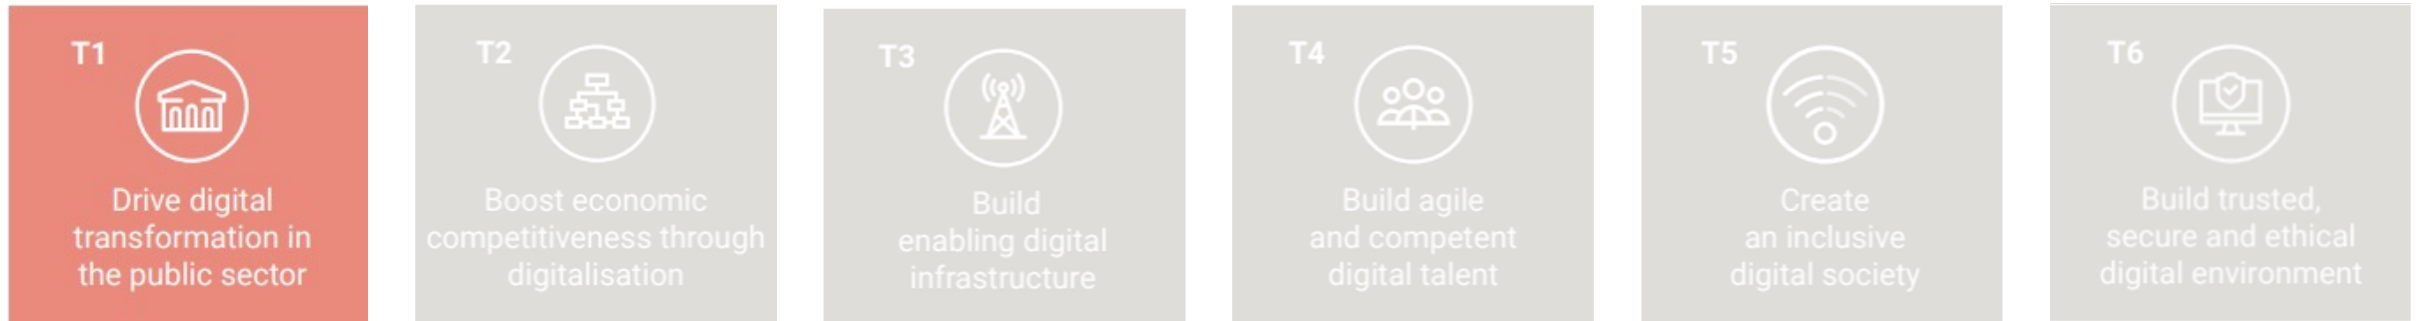 T1
Drive digital
transformation in
the public sector
T2
Boost economic
competitiveness through
digitalisation
T3
Build
enabling digital
infrastructure
T4
Build agile
and competent
digital talent
T5
Create
an inclusive
digital society
T6
Build trusted,
secure and ethical
digital environment